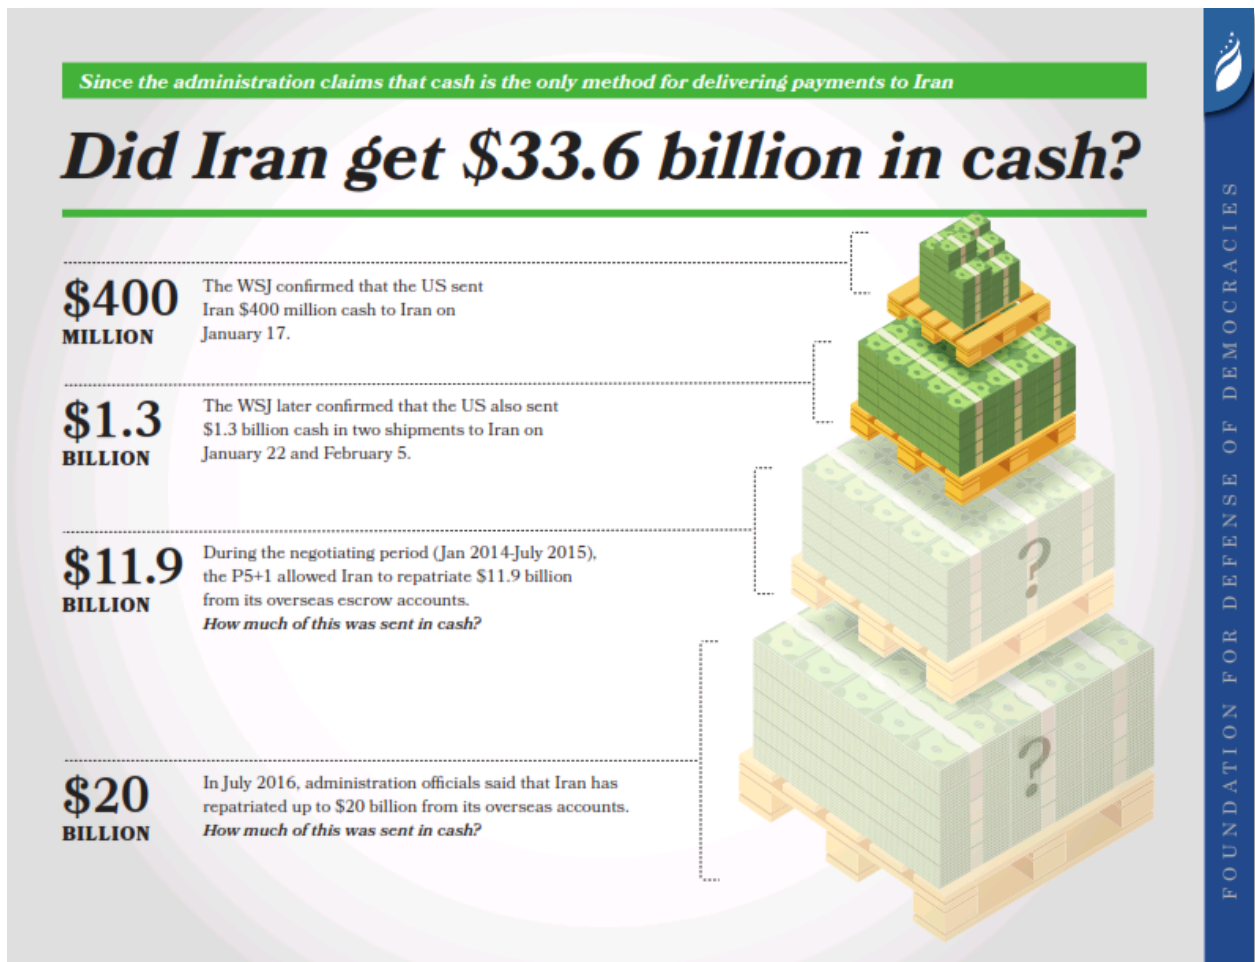 Since the administration claims that cash is the only method for delivering payments to Iran
Did Iran get $33.6 billion in cash?
$400
MILLION
The WSJ confirmed that the US sent
Iran $400 million cash to Iran on
January 17.
$1.3
BILLION
The WSJ later confirmed that the US also sent
$1.3 billion cash in two shipments to Iran on
January 22 and February 5.
$11.9
BILLION
During the negotiating period (Jan 2014-July 2015),
the P5+1 allowed Iran to repatriate $11.9 billion
from its overseas escrow accounts.
How much of this was sent in cash?
?
$20
BILLION
In July 2016, administration officials said that Iran has
repatriated up to $20 billion from its overseas accounts.
How much of this was sent in cash?
?
FOUNDATION FOR DEFENSE OF DEMOCRACIES